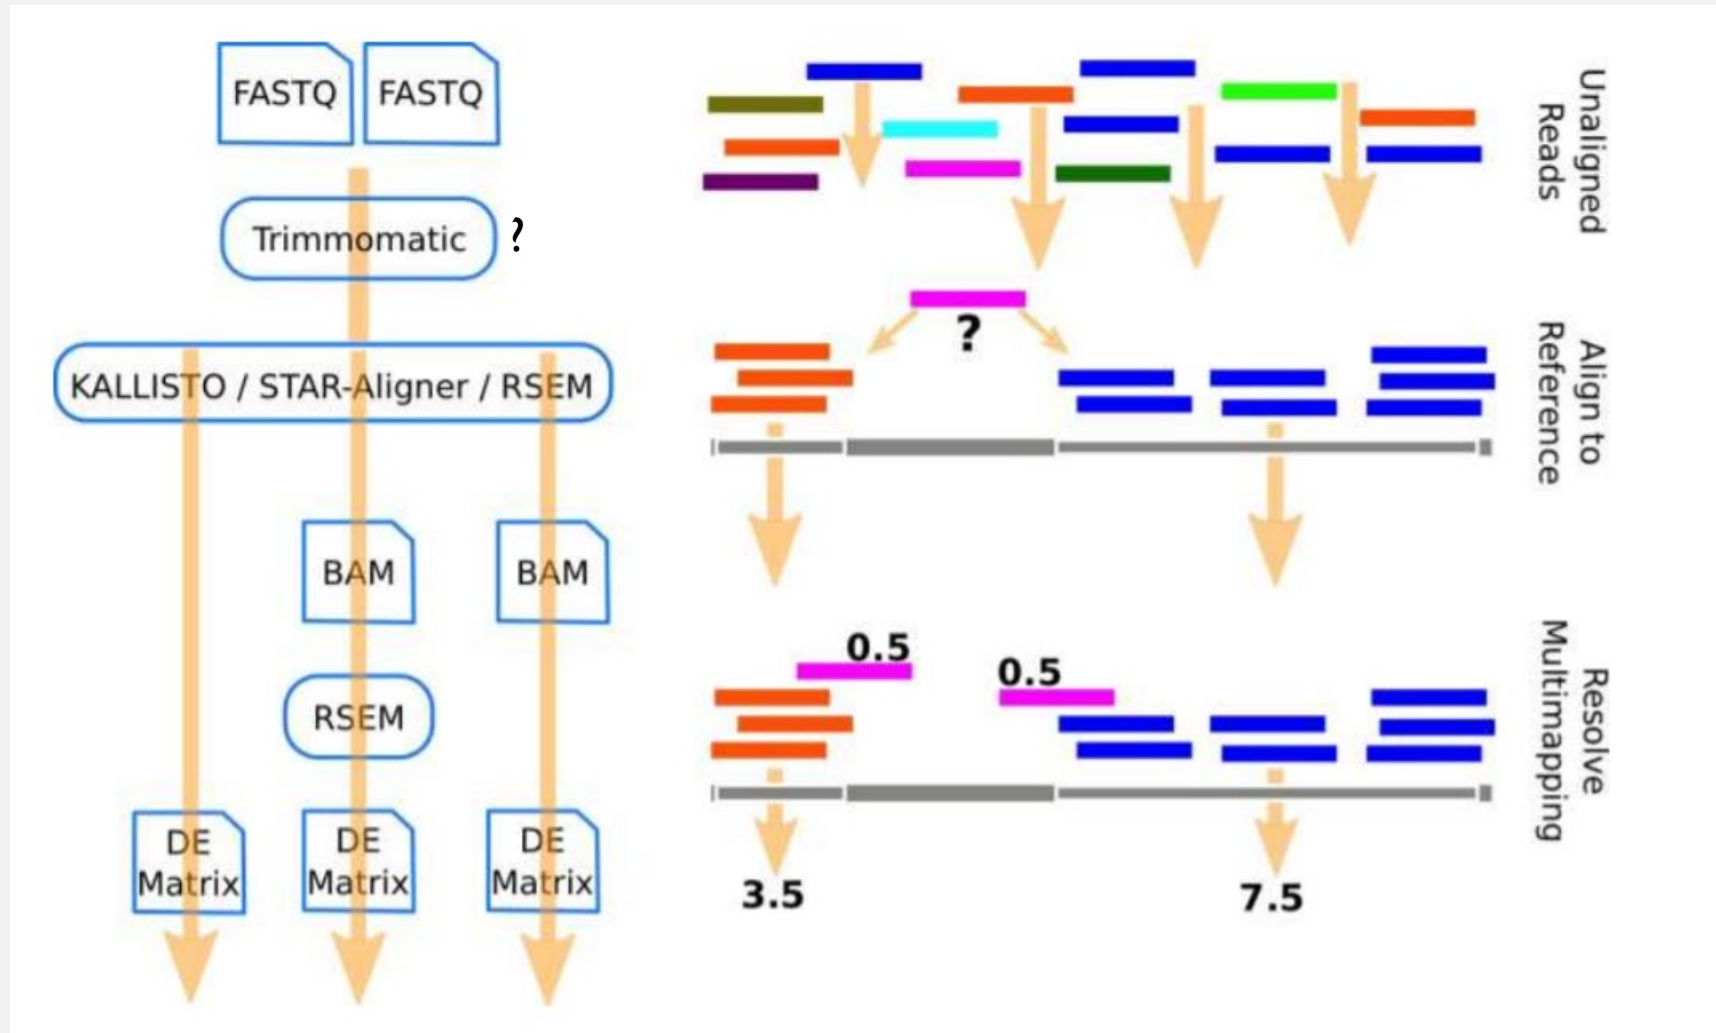 FASTQ
FASTQ
Trimmomatic
?
KALLISTO / STAR-Aligner / RSEM
BAM
BAM
RSEM
DE
Matrix
DE
Matrix
DE
Matrix
Unaligned
Reads
?
Align to
Reference
0.5
0.5
Resolve
Multimapping
3.5
7.5